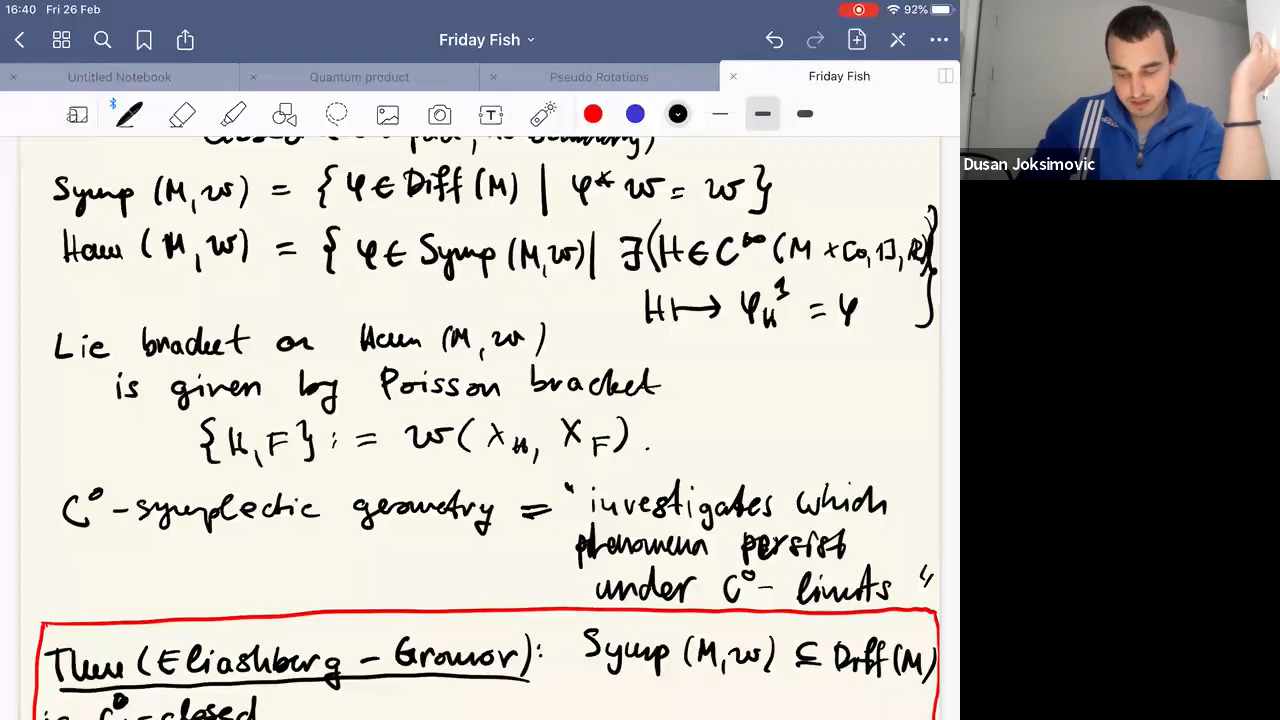 16:40 Fri 26 Feb
92%
Friday Fish
Untitled Notebook
Quantum product
Pseudo Rotations
Friday Fish
Dusan Joksimovic
Symp (M, ω) = { φ ∈ Diff (M) | φ* ω = ω }
Ham (M, ω) = { φ ∈ Symp (M, ω) | ∃ (H ∈ C^∞ (M × [0,1], ℝ)
H ↦ φ_H^1 = φ }
Lie bracket on Ham (M, ω)
is given by Poisson bracket
{H, F} := ω( X_H, X_F ).
C⁰-symplectic geometry = "investigates which
phenomena persist
under C⁰- limits"
Thm (Eliashberg - Gromov): Symp (M, ω) ⊆ Diff (M)
is C⁰-closed